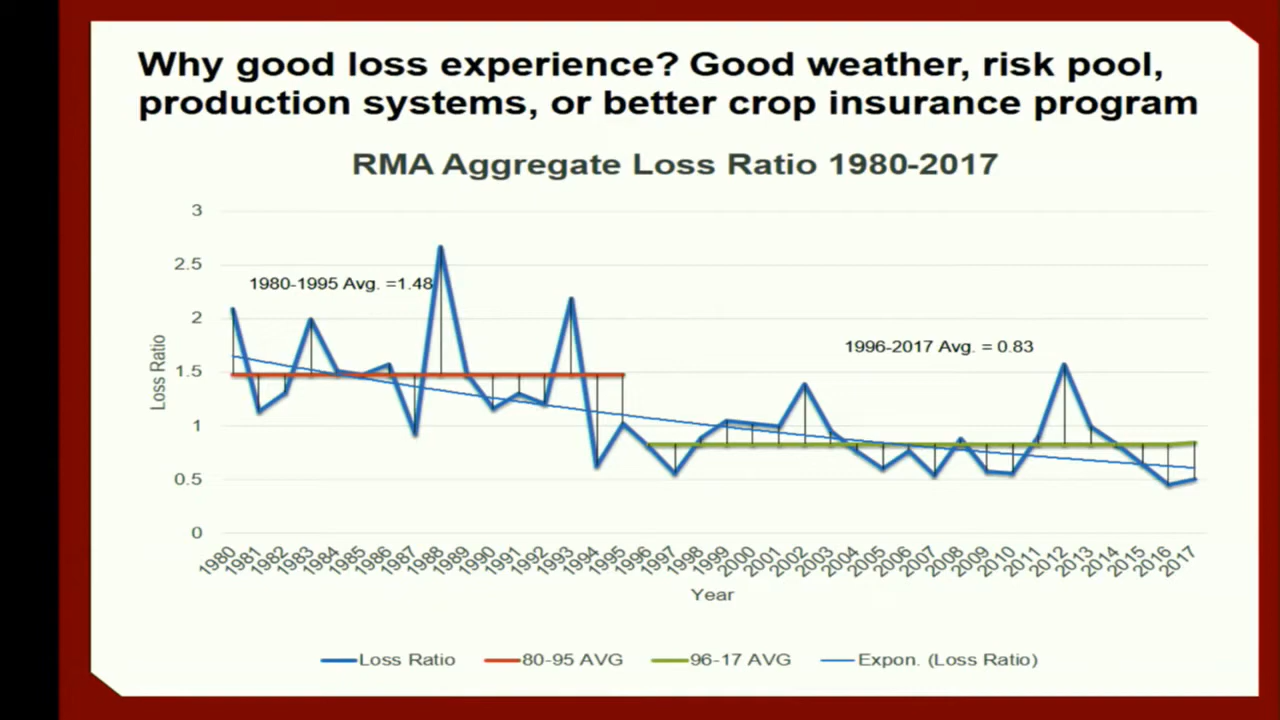 Why good loss experience? Good weather, risk pool,
production systems, or better crop insurance program
RMA Aggregate Loss Ratio 1980-2017
3
2.5
2
1.5
1
0.5
0
Loss Ratio
1980-1995 Avg. =1.48
1996-2017 Avg. = 0.83
1980 1981 1982 1983 1984 1985 1986 1987 1988 1989 1990 1991 1992 1993 1994 1995 1996 1997 1998 1999 2000 2001 2002 2003 2004 2005 2006 2007 2008 2009 2010 2011 2012 2013 2014 2015 2016 2017
Year
Loss Ratio 80-95 AVG 96-17 AVG Expon. (Loss Ratio)